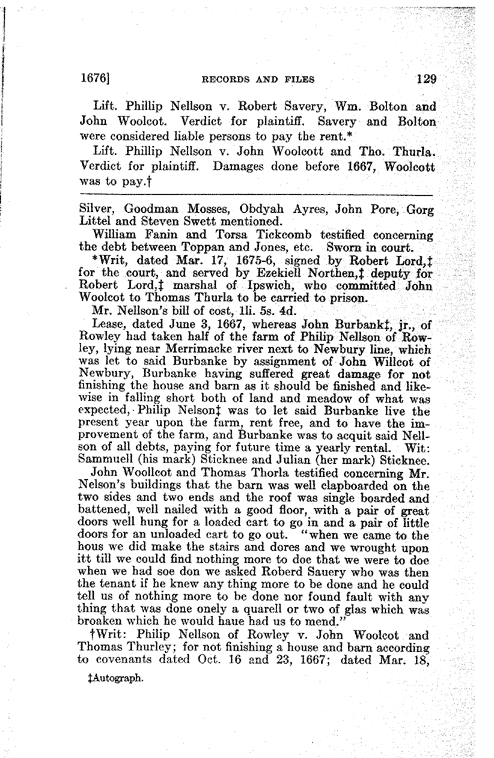 1676] RECORDS AND FILES 129
Lift. Phillip Nellson v. Robert Savery, Wm. Bolton and
John Woolcot. Verdict for plaintiff. Savery and Bolton
were considered liable persons to pay the rent.*
Lift. Phillip Nellson v. John Woolcott and Tho. Thurla.
Verdict for plaintiff. Damages done before 1667, Woolcott
was to pay.†
Silver, Goodman Mosses, Obdyah Ayres, John Pore, Gorg
Littel and Steven Swett mentioned.
William Fanin and Torsa Tickcomb testified concerning
the debt between Toppan and Jones, etc. Sworn in court.
*Writ, dated Mar. 17, 1675-6, signed by Robert Lord,‡
for the court, and served by Ezekiell Northen,‡ deputy for
Robert Lord,‡ marshal of Ipswich, who committed John
Woolcot to Thomas Thurla to be carried to prison.
Mr. Nellson's bill of cost, 1li. 5s. 4d.
Lease, dated June 3, 1667, whereas John Burbank‡, jr., of
Rowley had taken half of the farm of Philip Nellson of Row-
ley, lying near Merrimacke river next to Newbury line, which
was let to said Burbanke by assignment of John Willcot of
Newbury, Burbanke having suffered great damage for not
finishing the house and barn as it should be finished and like-
wise in falling short both of land and meadow of what was
expected, Philip Nelson‡ was to let said Burbanke live the
present year upon the farm, rent free, and to have the im-
provement of the farm, and Burbanke was to acquit said Nell-
son of all debts, paying for future time a yearly rental. Wit:
Sammuell (his mark) Sticknee and Julian (her mark) Sticknee.
John Woollcot and Thomas Thorla testified concerning Mr.
Nelson's buildings that the barn was well clapboarded on the
two sides and two ends and the roof was single boarded and
battened, well nailed with a good floor, with a pair of great
doors well hung for a loaded cart to go in and a pair of little
doors for an unloaded cart to go out. "when we came to the
hous we did make the stairs and dores and we wrought upon
itt till we could find nothing more to doe that we were to doe
when we had soe don we asked Roberd Sauery who was then
the tenant if he knew any thing more to be done and he could
tell us of nothing more to be done nor found fault with any
thing that was done onely a quarell or two of glas which was
broaken which he would haue had us to mend."
†Writ: Philip Nellson of Rowley v. John Woolcot and
Thomas Thurley; for not finishing a house and barn according
to covenants dated Oct. 16 and 23, 1667; dated Mar. 18,
‡Autograph.